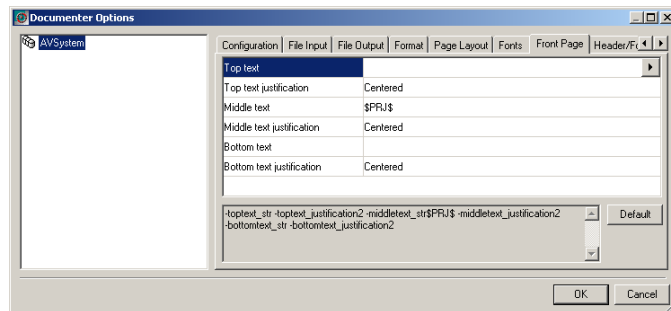 Documenter Options
AVSystem
Configuration File Input File Output Format Page Layout Fonts Front Page Header/Fo
Top text
Top text justification Centered
Middle text $PRJ$
Middle text justification Centered
Bottom text
Bottom text justification Centered
-toptext_str -toptext_justification2 -middletext_str$PRJ$ -middletext_justification2
-bottomtext_str -bottomtext_justification2
Default
OK Cancel